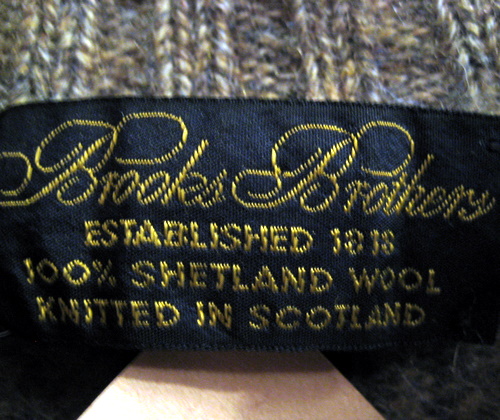 Brooks Brothers
ESTABLISHED 1818
100% SHETLAND WOOL
KNITTED IN SCOTLAND